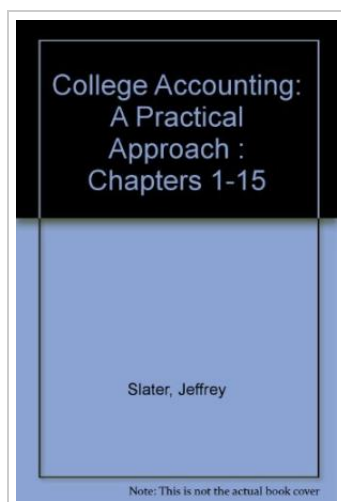 College Accounting:
A Practical
Approach :
Chapters 1-15
Slater, Jeffrey
Note: This is not the actual book cover